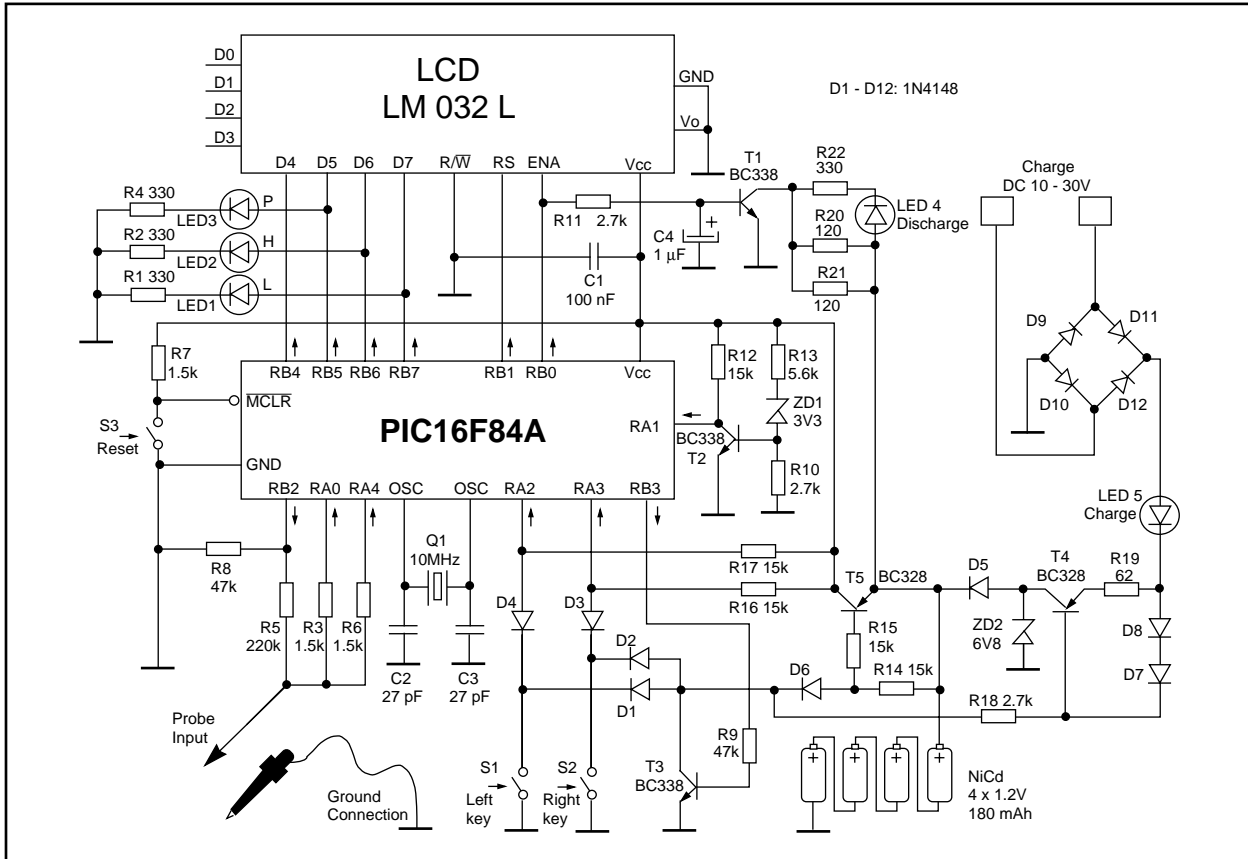 D0
D1
D2
D3
LCD
LM 032 L
GND
Vo
D4
D5
D6
D7
R/W̅
RS
ENA
Vcc
D1 - D12: 1N4148
R4 330
LED3
P
R2 330
LED2
H
R1 330
LED1
L
R11
2.7k
C4
1 µF
+
C1
100 nF
T1
BC338
R22
330
R20
120
R21
120
LED 4
Discharge
Charge
DC 10 - 30V
D9
D11
D10
D12
R7
1.5k
S3
Reset
RB4
RB5
RB6
RB7
RB1
RB0
Vcc
M̅C̅L̅R̅
PIC16F84A
RA1
GND
RB2
RA0
RA4
OSC
OSC
RA2
RA3
RB3
R12
15k
R13
5.6k
ZD1
3V3
BC338
T2
R10
2.7k
LED 5
Charge
R8
47k
R5
220k
R3
1.5k
R6
1.5k
Q1
10MHz
C2
27 pF
C3
27 pF
D4
D3
D2
D1
R17 15k
R16 15k
T5
BC328
R15
15k
D6
R14 15k
D5
ZD2
6V8
T4
BC328
R19
62
D8
D7
R18 2.7k
R9
47k
T3
BC338
S1
Left
key
S2
Right
key
Probe
Input
Ground
Connection
+
+
+
+
NiCd
4 x 1.2V
180 mAh